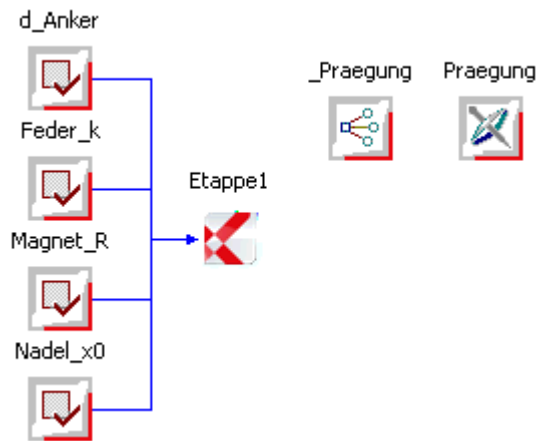 d_Anker
_Praegung Praegung
Feder_k
Etappe1
Magnet_R
Nadel_x0